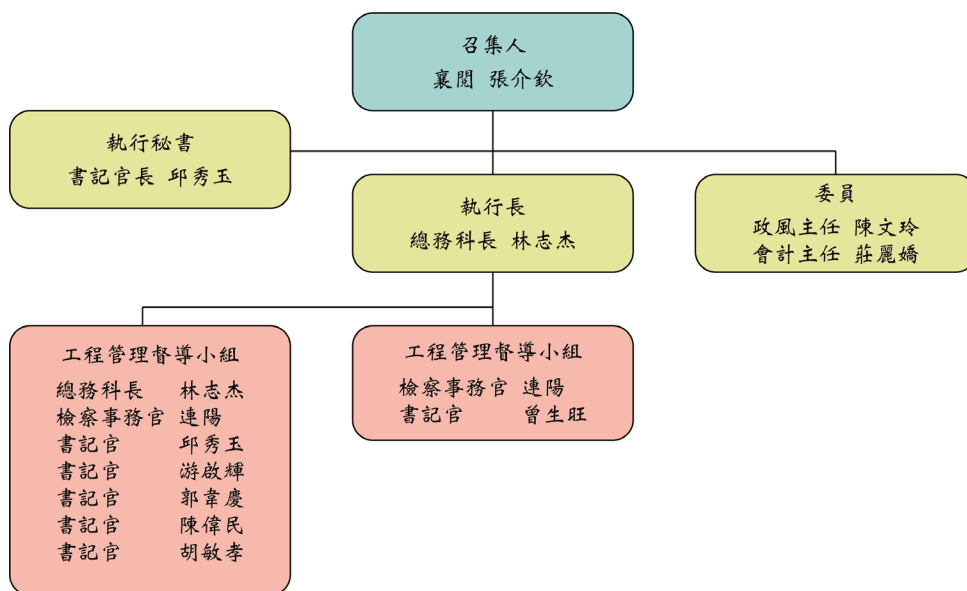 召集人
襄閱 張介欽
執行秘書
書記官長 邱秀玉
執行長
總務科長 林志杰
委員
政風主任 陳文玲
會計主任 莊麗嬌
工程管理督導小組
總務科長 林志杰
檢察事務官 連陽
書記官 邱秀玉
書記官 游啟輝
書記官 郭韋慶
書記官 陳偉民
書記官 胡敏孝
工程管理督導小組
檢察事務官 連陽
書記官 曾生旺